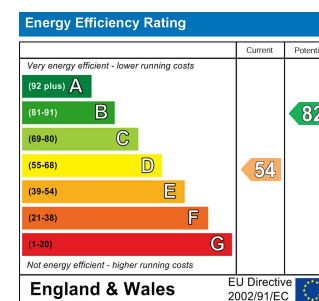 Energy Efficiency Rating
Current Potenti
Very energy efficient - lower running costs
(92 plus) A
(81-91) B
82
(69-80) C
(55-68) D
54
(39-54) E
(21-38) F
(1-20) G
Not energy efficient - higher running costs
England & Wales
EU Directive
2002/91/EC